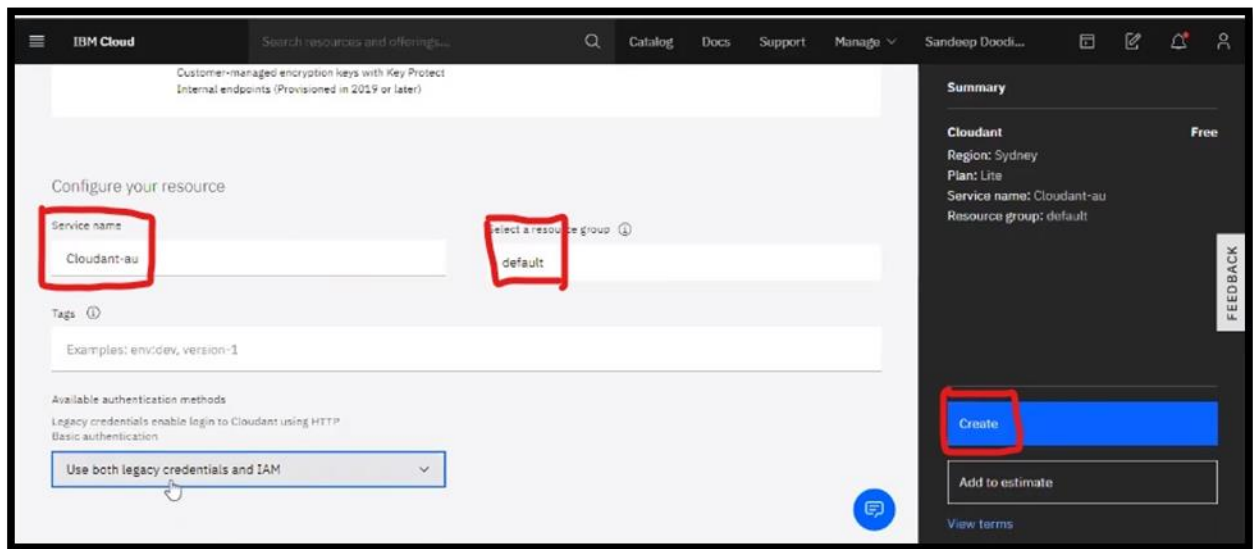 IBM Cloud Search resources and offerings... Catalog Docs Support Manage Sandeep Doodi...
Customer-managed encryption keys with Key Protect
Internal endpoints (Provisioned in 2019 or later)
Configure your resource
Service name
Cloudant-au
Select a resource group
default
Tags
Examples: env:dev, version-1
Available authentication methods
Legacy credentials enable login to Cloudant using HTTP
Basic authentication
Use both legacy credentials and IAM
Summary
Cloudant Free
Region: Sydney
Plan: Lite
Service name: Cloudant-au
Resource group: default
FEEDBACK
Create
Add to estimate
View terms